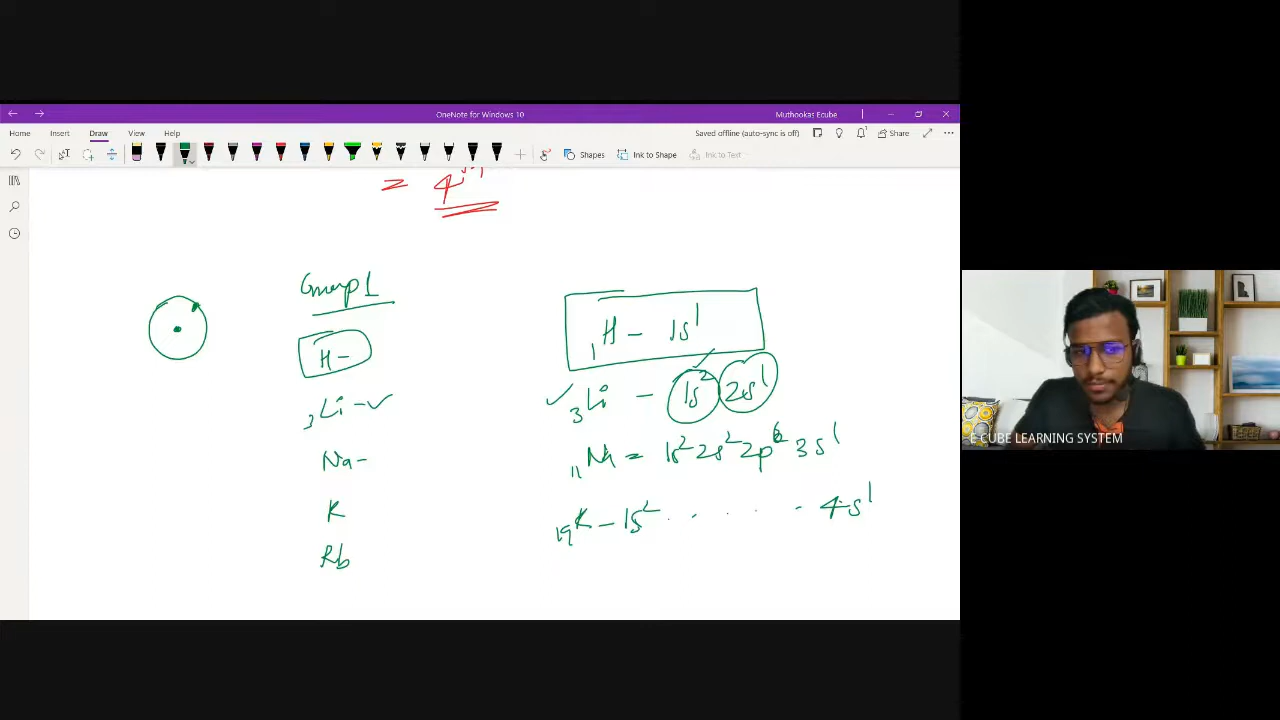 OneNote for Windows 10
Muthookas Ecube
Home Insert Draw View Help
Saved offline (auto-sync is off)
Share
Shapes
Ink to Shape
Ink to Text
= 4
Group 1
H -
₃Li -
Na -
K
Rb
₁H - 1s¹
₃Li - 1s² 2s¹
₁₁Na = 1s² 2s² 2p⁶ 3s¹
₁₉K - 1s² . . . . . 4s¹
E CUBE LEARNING SYSTEM